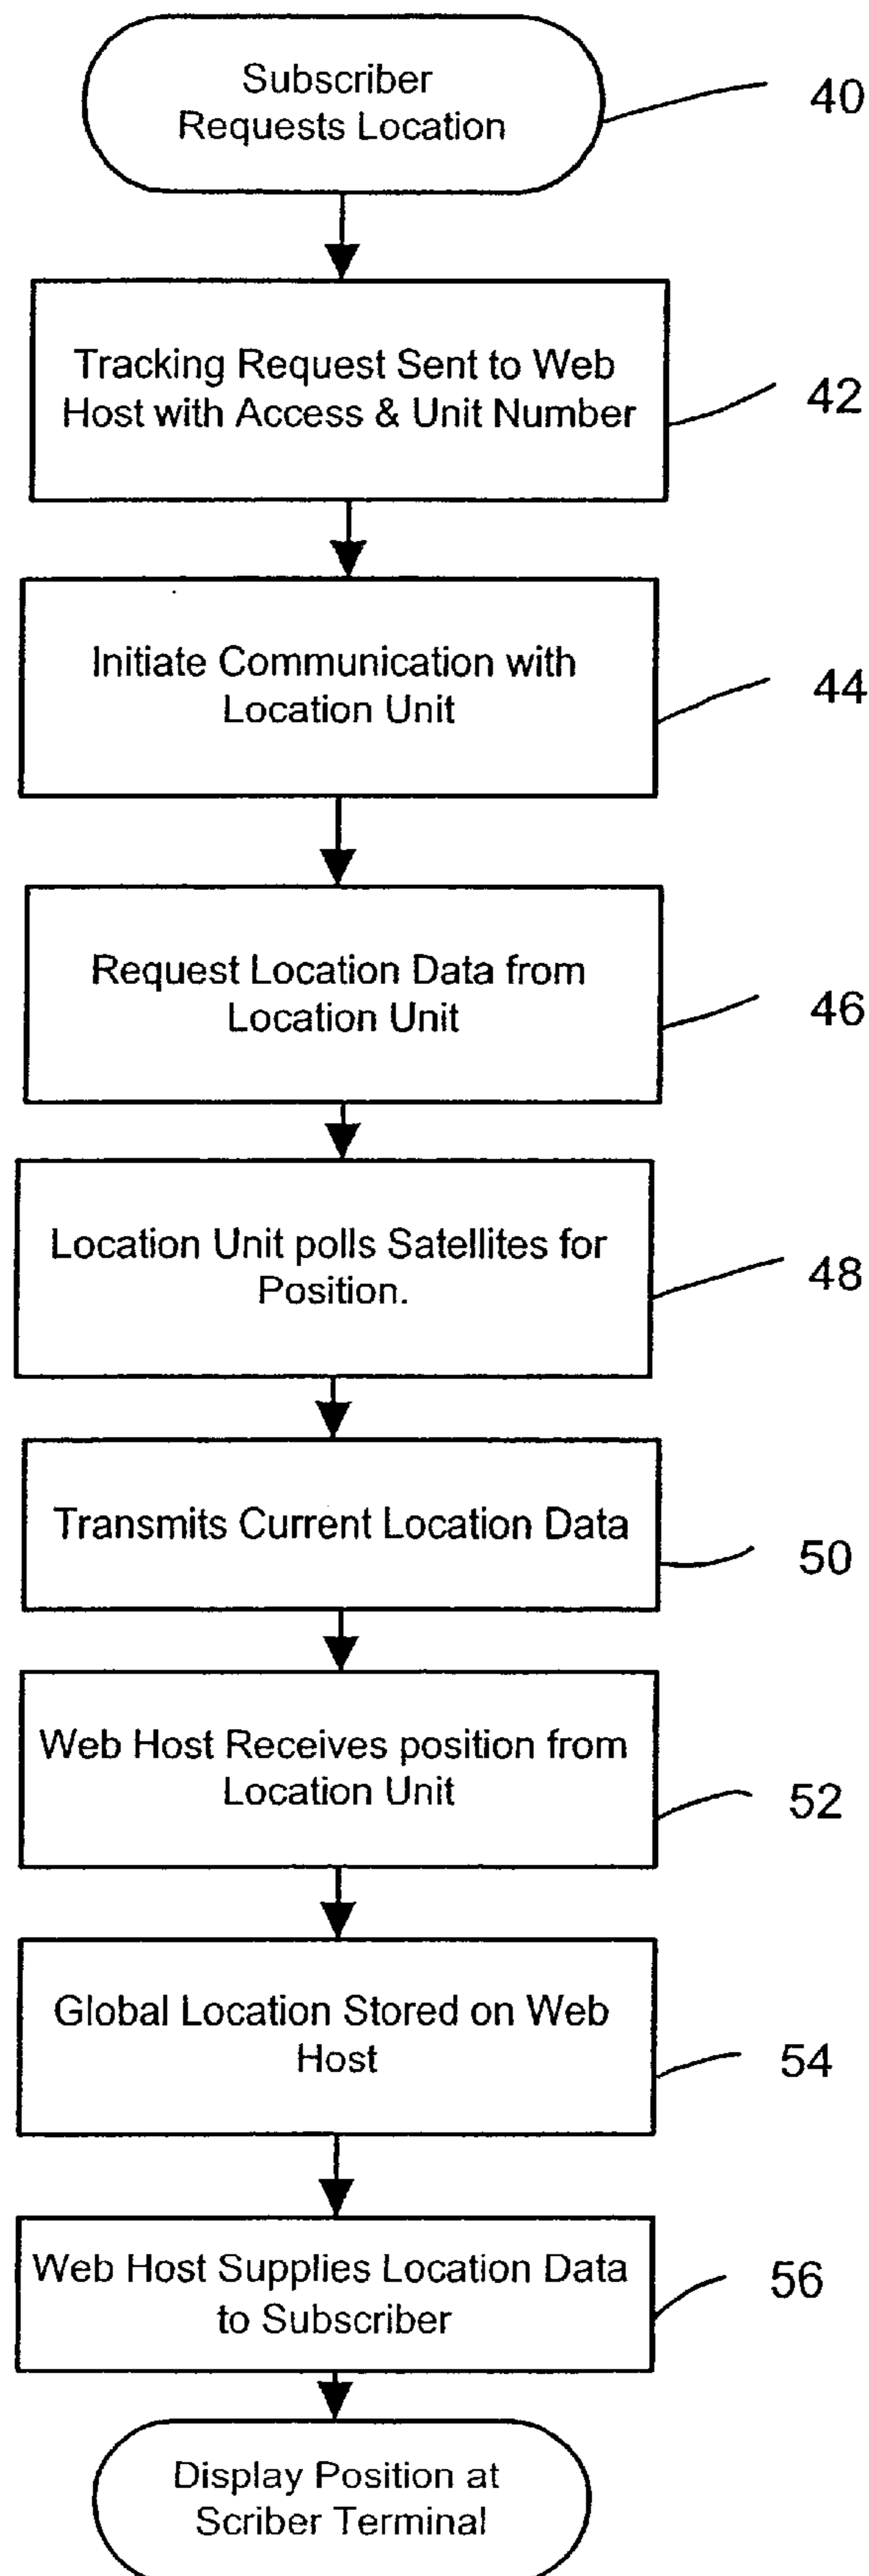 Subscriber
Requests Location
40
Tracking Request Sent to Web
Host with Access & Unit Number
42
Initiate Communication with
Location Unit
44
Request Location Data from
Location Unit
46
Location Unit polls Satellites for
Position.
48
Transmits Current Location Data
50
Web Host Receives position from
Location Unit
52
Global Location Stored on Web
Host
54
Web Host Supplies Location Data
to Subscriber
56
Display Position at
Scriber Terminal